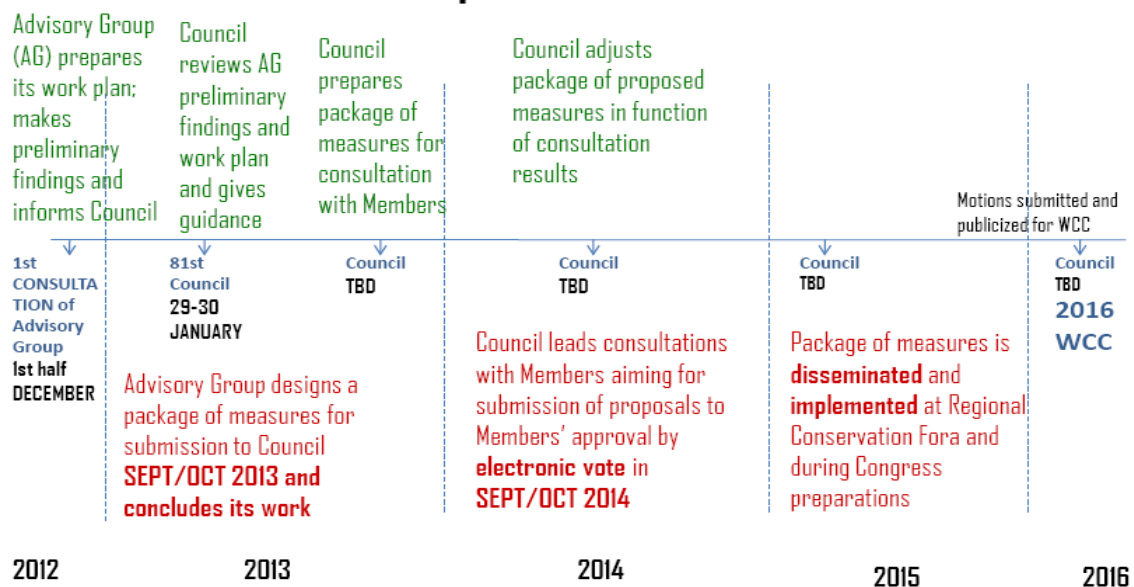 Advisory Group
(AG) prepares
its work plan;
makes
preliminary
findings and
informs Council
Council
reviews AG
preliminary
findings and
work plan
and gives
guidance
Council
prepares
package of
measures for
consultation
with Members
Council adjusts
package of proposed
measures in function
of consultation
results
Motions submitted and
publicized for WCC
1st
CONSULTA
TION of
Advisory
Group
1st half
DECEMBER
81st
Council
29-30
JANUARY
Council
TBD
Council
TBD
Council
TBD
Council
TBD
2016
WCC
Advisory Group designs a
package of measures for
submission to Council
SEPT/OCT 2013 and
concludes its work
Council leads consultations
with Members aiming for
submission of proposals to
Members' approval by
electronic vote in
SEPT/OCT 2014
Package of measures is
disseminated and
implemented at Regional
Conservation Fora and
during Congress
preparations
2012
2013
2014
2015
2016